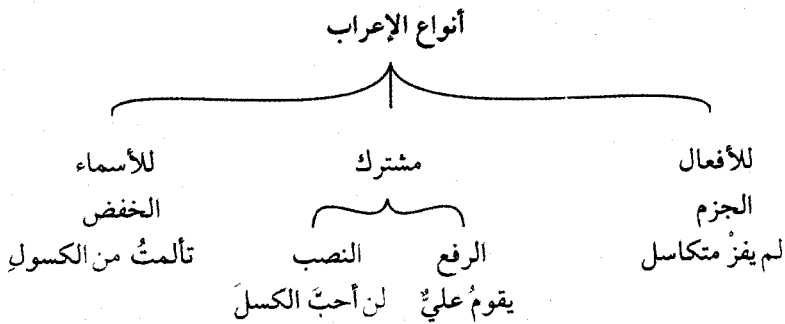 أنواع الإعراب
للأفعال مشترك للأسماء
الجزم الخفض
لم يفزْ متكاسل الرفع النصب تألمتُ من الكسولِ
يقومُ عليٌّ لن أحبَّ الكسلَ